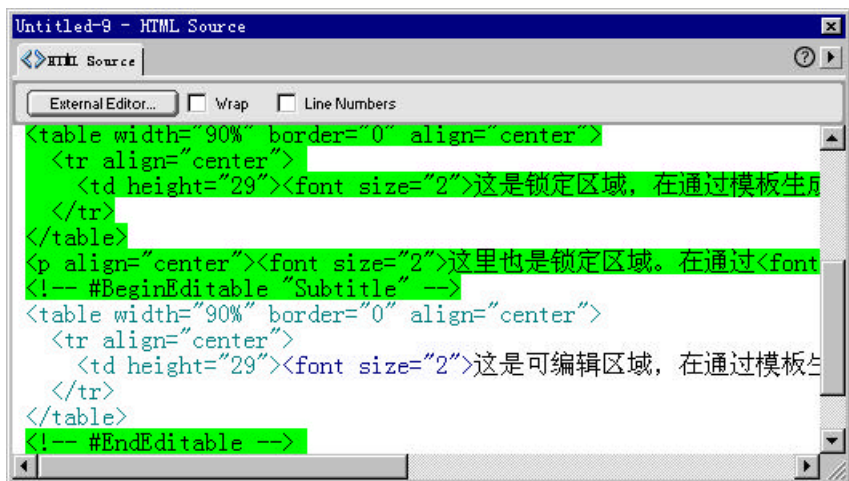 Untitled-9 - HTML Source
HTML Source
External Editor... Wrap Line Numbers
<table width="90%" border="0" align="center">
<tr align="center">
<td height="29"><font size="2">这是锁定区域，在通过模板生成
</tr>
</table>
<p align="center"><font size="2">这里也是锁定区域。在通过<font
<!-- #BeginEditable "Subtitle" -->
<table width="90%" border="0" align="center">
<tr align="center">
<td height="29"><font size="2">这是可编辑区域，在通过模板生
</tr>
</table>
<!-- #EndEditable -->